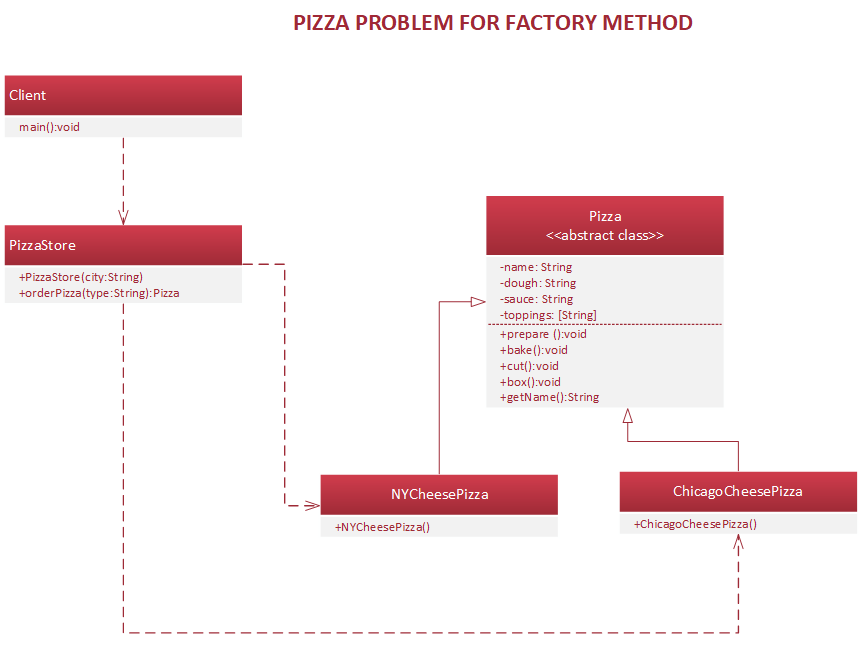 PIZZA PROBLEM FOR FACTORY METHOD
Client
main():void
PizzaStore
+PizzaStore(city:String)
+orderPizza(type:String):Pizza
Pizza
<<abstract class>>
-name: String
-dough: String
-sauce: String
-toppings: [String]
+prepare ():void
+bake():void
+cut():void
+box():void
+getName():String
NYCheesePizza
+NYCheesePizza()
ChicagoCheesePizza
+ChicagoCheesePizza()